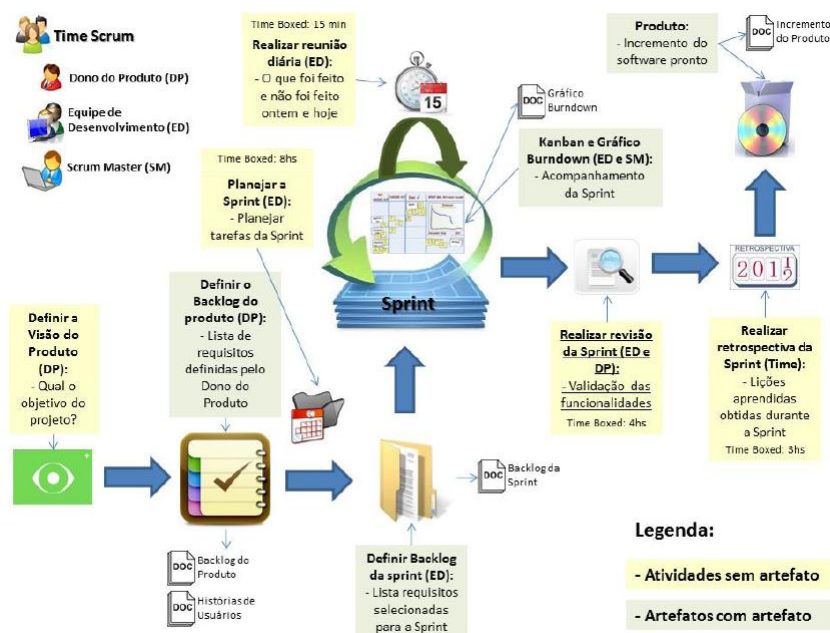 Time Scrum
Dono do Produto (DP)
Equipe de
Desenvolvimento (ED)
Scrum Master (SM)
Time Boxed: 15 min
Realizar reunião
diária (ED):
- O que foi feito
e não foi feito
ontem e hoje
15
Produto:
- Incremento do
software pronto
DOC
Incremento
do Produto
DOC
Gráfico
Burndown
Kanban e Gráfico
Burndown (ED e SM):
- Acompanhamento
da Sprint
Time Boxed: 8hs
Planejar a
Sprint (ED):
- Planejar
tarefas da Sprint
Sprint
RETROSPECTIVA
Definir a
Visão do
Produto
(DP):
- Qual o
objetivo do
projeto?
Definir o
Backlog do
produto (DP):
- Lista de
requisitos
definidas pelo
Dono do
Produto
Realizar revisão
da Sprint (ED e
DP):
- Validação das
funcionalidades
Time Boxed: 4hs
Realizar
retrospectiva da
Sprint (Time):
- Lições
aprendidas
obtidas durante
a Sprint
Time Boxed: 3hs
DOC
Backlog da
Sprint
DOC
Backlog do
Produto
DOC
Histórias de
Usuários
Definir Backlog
da sprint (ED):
- Lista requisitos
selecionadas
para a Sprint
Legenda:
- Atividades sem artefato
- Artefatos com artefato